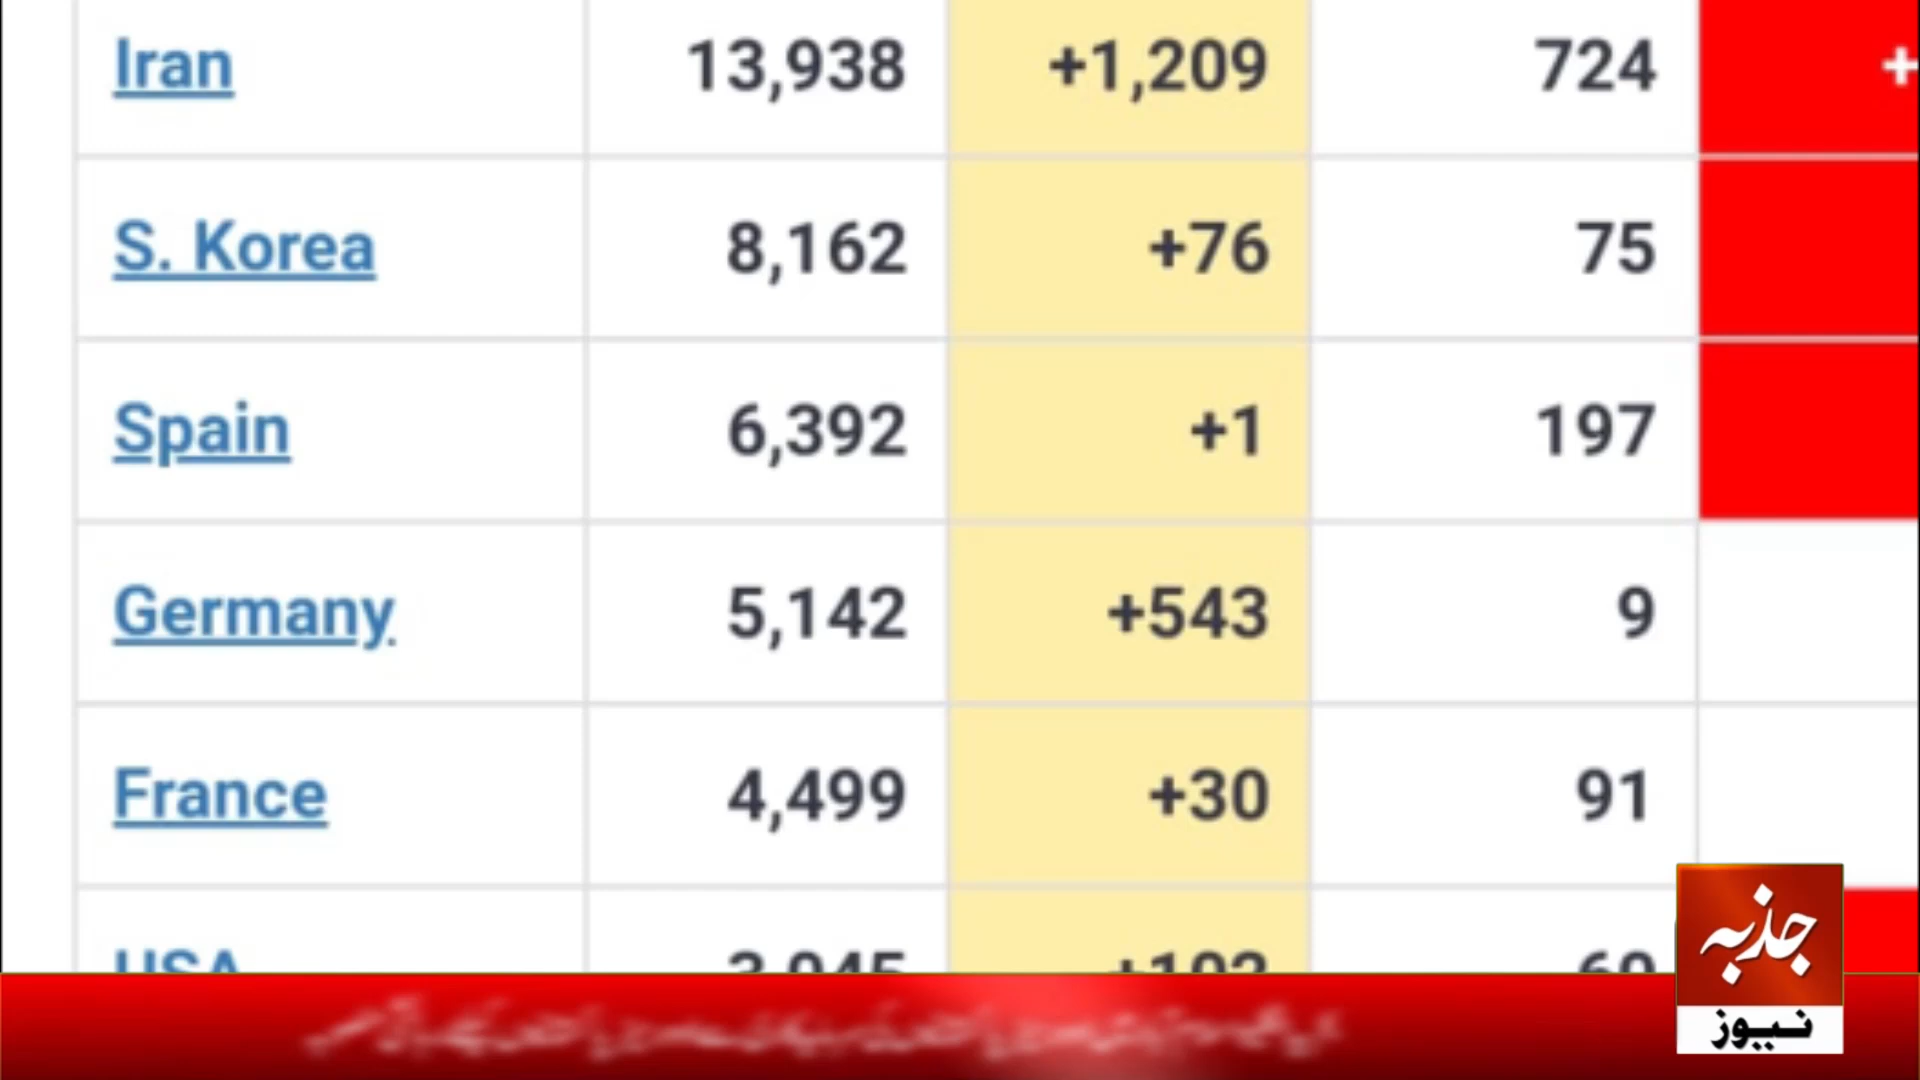 Iran 13,938 +1,209 724 +
S. Korea 8,162 +76 75
Spain 6,392 +1 197
Germany 5,142 +543 9
France 4,499 +30 91
USA
جذبہ
نیوز